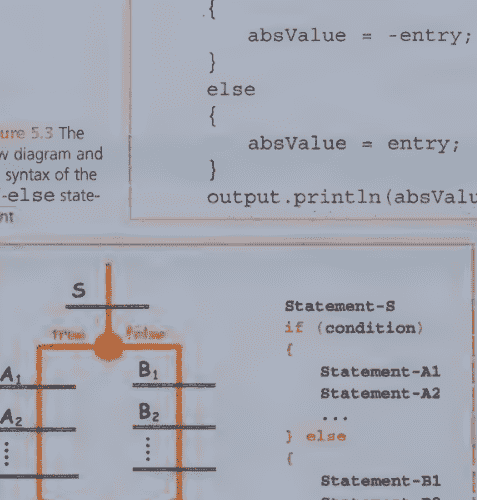 {
absValue = -entry;
}
else
{
absValue = entry;
}
output.println(absValu
ure 5.3 The
w diagram and
syntax of the
-else state-
nt
S
true false
A1
B1
A2
B2
Statement-S
if (condition)
{
Statement-A1
Statement-A2
...
} else
{
Statement-B1